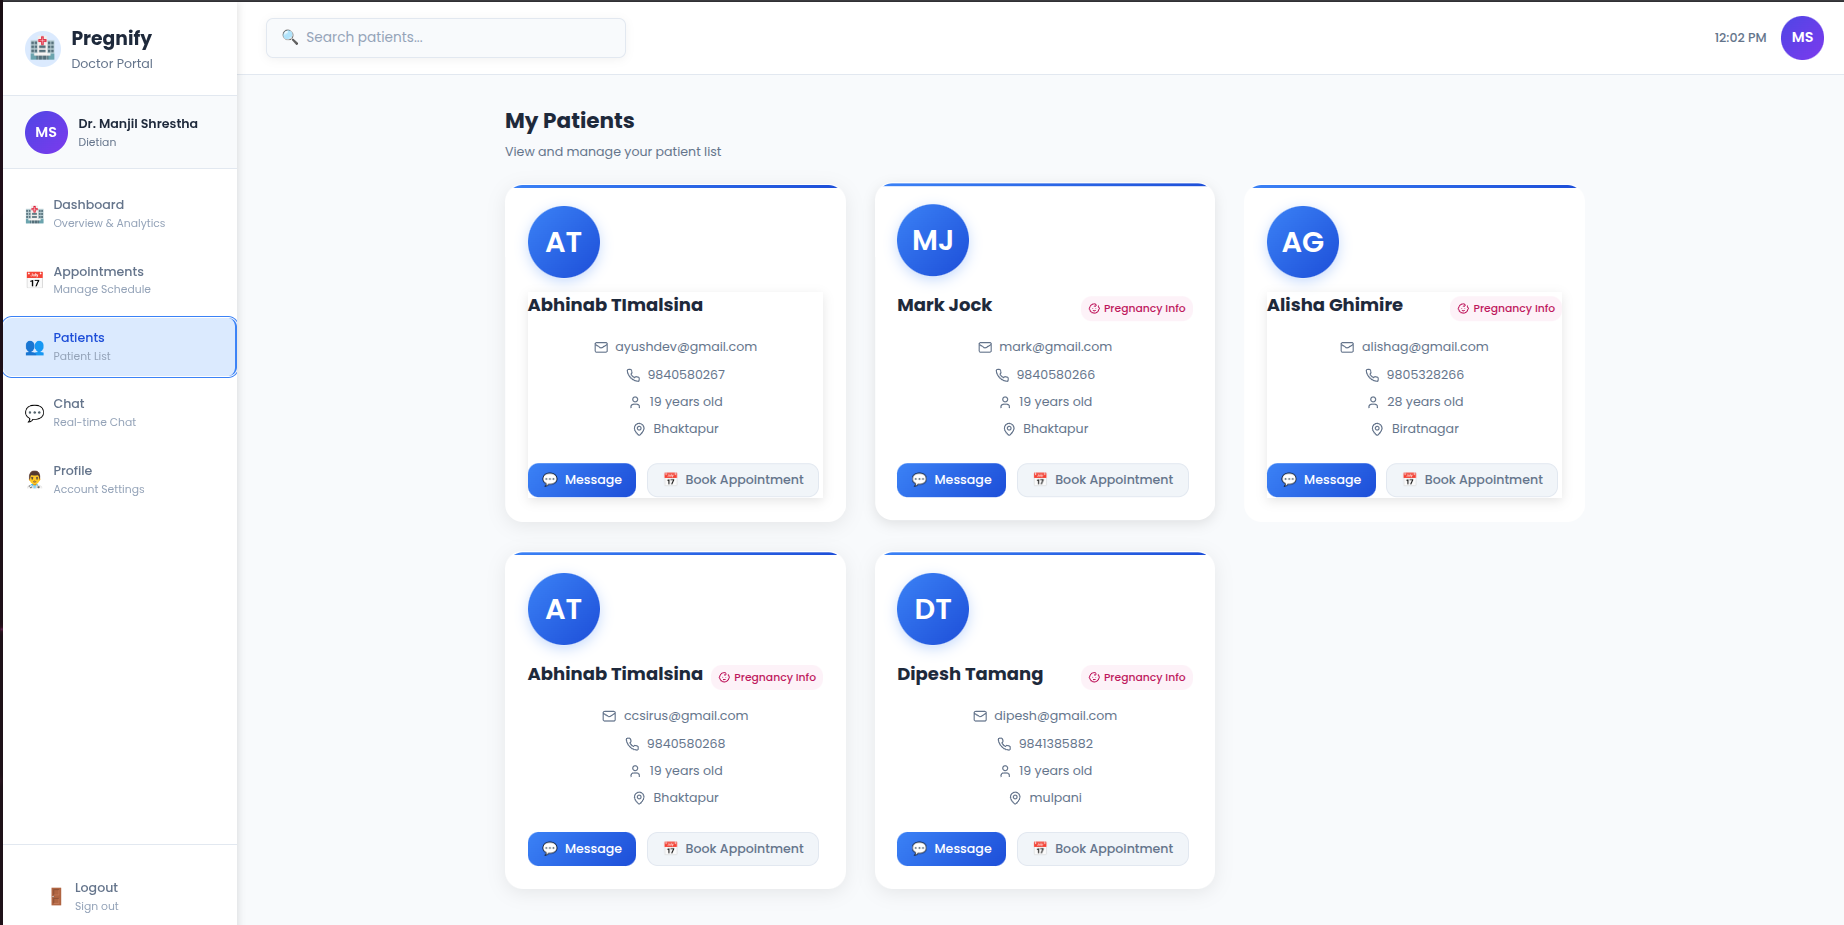 Pregnify
Doctor Portal
Search patients...
12:02 PM
MS
MS
Dr. Manjil Shrestha
Dietian
Dashboard
Overview & Analytics
Appointments
Manage Schedule
Patients
Patient List
Chat
Real-time Chat
Profile
Account Settings
Logout
Sign out
My Patients
View and manage your patient list
AT
Abhinab TImalsina
ayushdev@gmail.com
9840580267
19 years old
Bhaktapur
Message
Book Appointment
MJ
Mark Jock
Pregnancy Info
mark@gmail.com
9840580266
19 years old
Bhaktapur
Message
Book Appointment
AG
Alisha Ghimire
Pregnancy Info
alishag@gmail.com
9805328266
28 years old
Biratnagar
Message
Book Appointment
AT
Abhinab Timalsina
Pregnancy Info
ccsirus@gmail.com
9840580268
19 years old
Bhaktapur
Message
Book Appointment
DT
Dipesh Tamang
Pregnancy Info
dipesh@gmail.com
9841385882
19 years old
mulpani
Message
Book Appointment